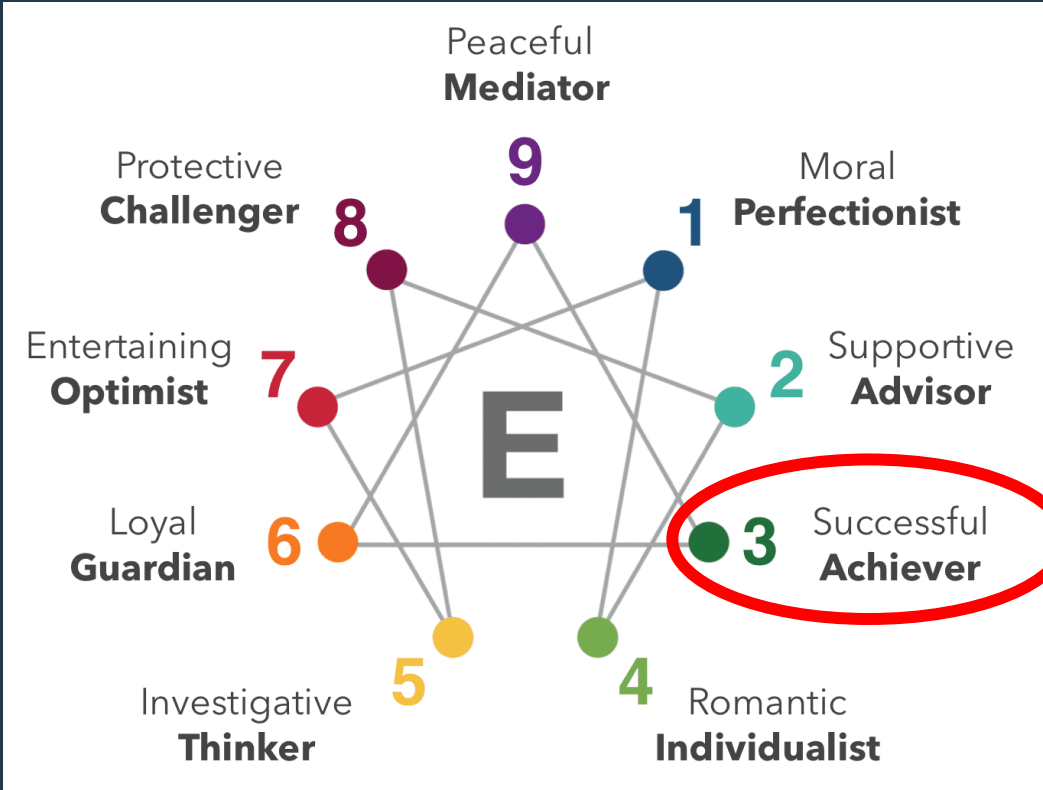 Peaceful
Mediator
9
Protective
Challenger
8
Moral
Perfectionist
1
Entertaining
Optimist
7
Supportive
Advisor
2
E
Loyal
Guardian
6
Successful
Achiever
3
Investigative
Thinker
5
Romantic
Individualist
4